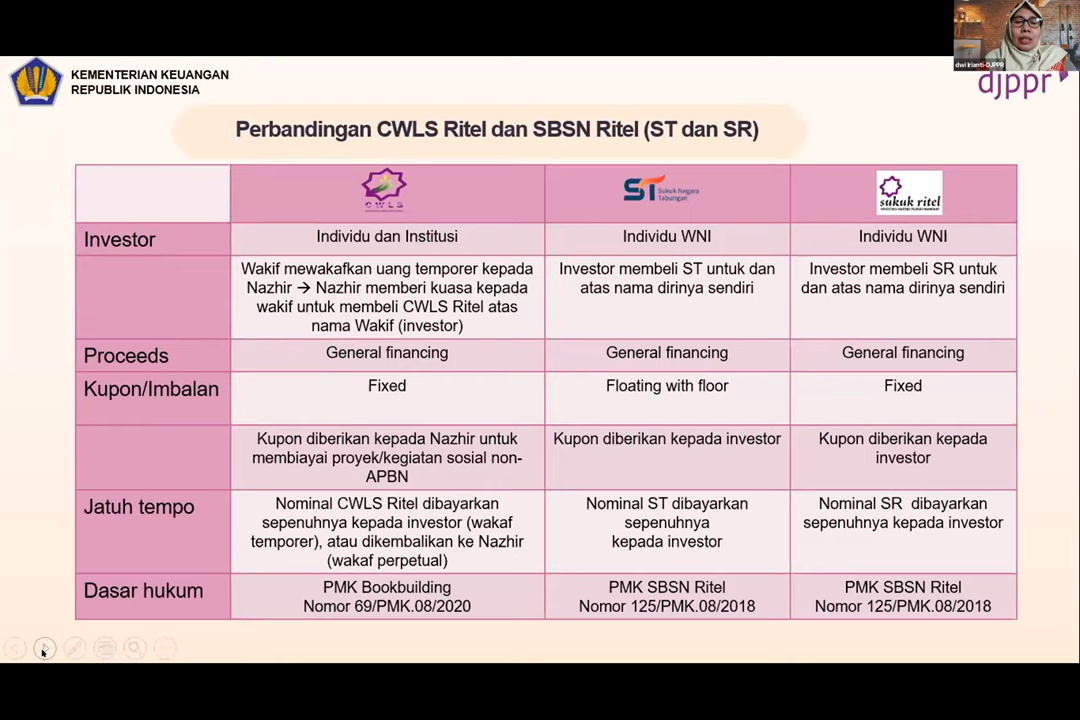 dwi Irianti-DJPPR
KEMENTERIAN KEUANGAN
REPUBLIK INDONESIA
djppr
Perbandingan CWLS Ritel dan SBSN Ritel (ST dan SR)
CWLS
ST Sukuk Negara
Tabungan
sukuk ritel
Investor
Individu dan Institusi
Individu WNI
Individu WNI
Wakif mewakafkan uang temporer kepada
Nazhir → Nazhir memberi kuasa kepada
wakif untuk membeli CWLS Ritel atas
nama Wakif (investor)
Investor membeli ST untuk dan
atas nama dirinya sendiri
Investor membeli SR untuk
dan atas nama dirinya sendiri
Proceeds
General financing
General financing
General financing
Kupon/Imbalan
Fixed
Floating with floor
Fixed
Kupon diberikan kepada Nazhir untuk
membiayai proyek/kegiatan sosial non-
APBN
Kupon diberikan kepada investor
Kupon diberikan kepada
investor
Jatuh tempo
Nominal CWLS Ritel dibayarkan
sepenuhnya kepada investor (wakaf
temporer), atau dikembalikan ke Nazhir
(wakaf perpetual)
Nominal ST dibayarkan
sepenuhnya
kepada investor
Nominal SR dibayarkan
sepenuhnya kepada investor
Dasar hukum
PMK Bookbuilding
Nomor 69/PMK.08/2020
PMK SBSN Ritel
Nomor 125/PMK.08/2018
PMK SBSN Ritel
Nomor 125/PMK.08/2018